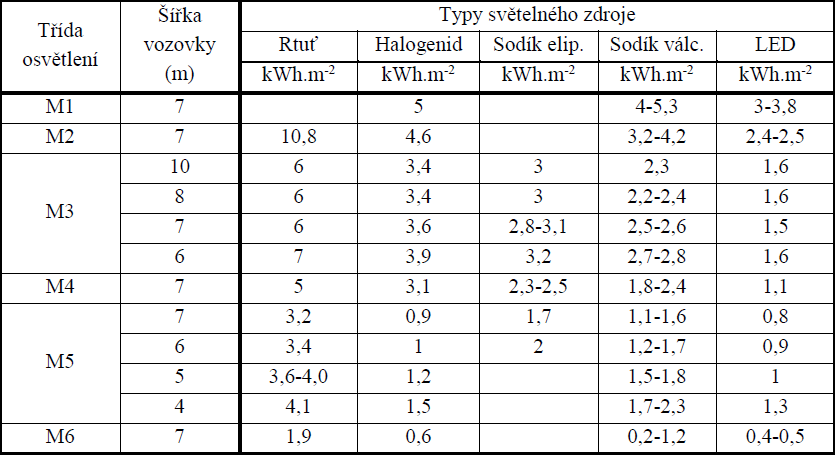 Třída osvětlení Šířka vozovky (m) Typy světelného zdroje
Rtuť Halogenid Sodík elip. Sodík válc. LED
kWh.m-2 kWh.m-2 kWh.m-2 kWh.m-2 kWh.m-2
M1 7 5 4-5,3 3-3,8
M2 7 10,8 4,6 3,2-4,2 2,4-2,5
M3 10 6 3,4 3 2,3 1,6
8 6 3,4 3 2,2-2,4 1,6
7 6 3,6 2,8-3,1 2,5-2,6 1,5
6 7 3,9 3,2 2,7-2,8 1,6
M4 7 5 3,1 2,3-2,5 1,8-2,4 1,1
M5 7 3,2 0,9 1,7 1,1-1,6 0,8
6 3,4 1 2 1,2-1,7 0,9
5 3,6-4,0 1,2 1,5-1,8 1
4 4,1 1,5 1,7-2,3 1,3
M6 7 1,9 0,6 0,2-1,2 0,4-0,5